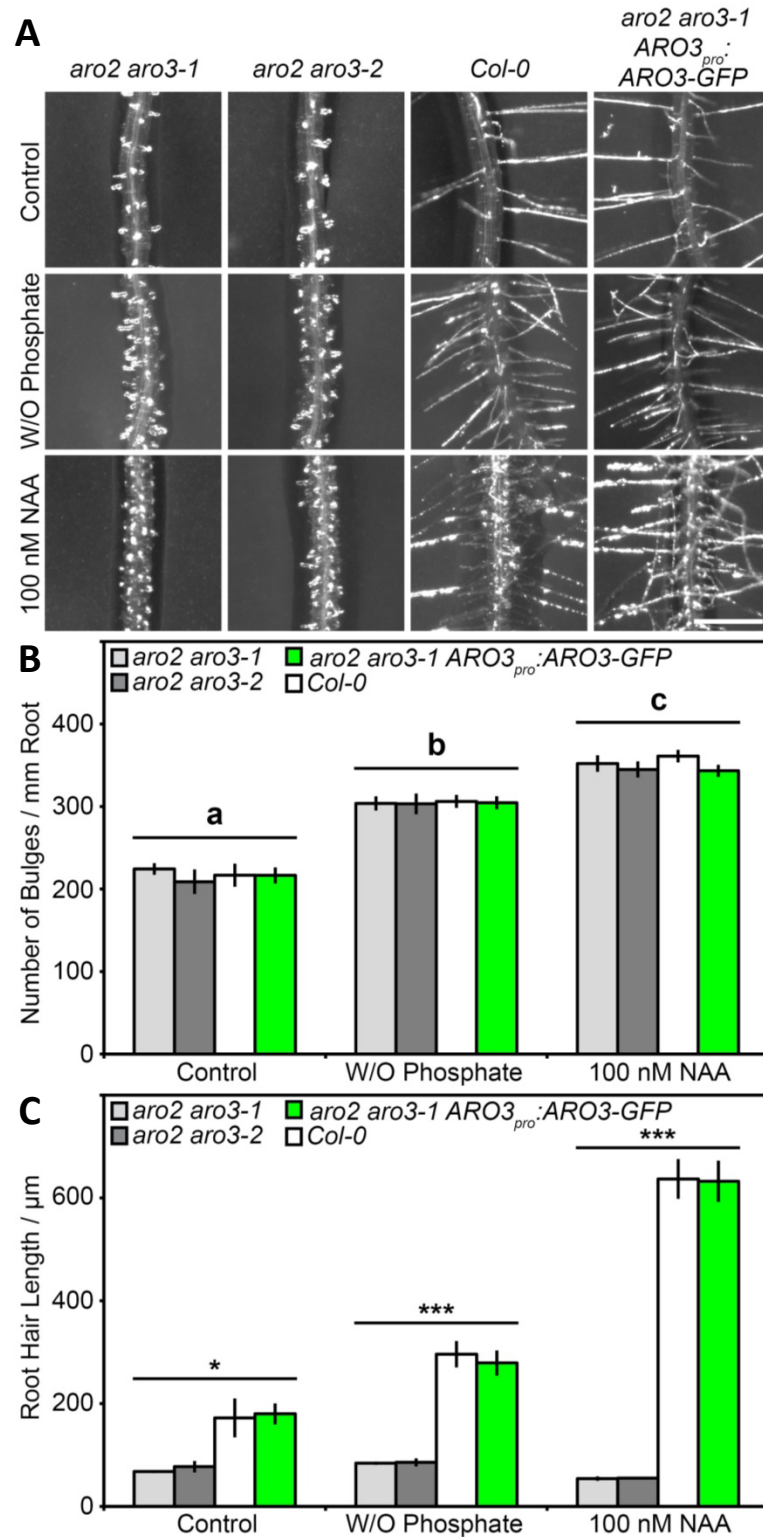 A
aro2 aro3-1
aro2 aro3-2
Col-0
aro2 aro3-1
ARO3pro:
ARO3-GFP
Control
W/O Phosphate
100 nM NAA
B
aro2 aro3-1
aro2 aro3-1 ARO3pro:ARO3-GFP
aro2 aro3-2
Col-0
Number of Bulges / mm Root
400
300
200
100
0
a
b
c
Control
W/O Phosphate
100 nM NAA
C
aro2 aro3-1
aro2 aro3-1 ARO3pro:ARO3-GFP
aro2 aro3-2
Col-0
Root Hair Length / µm
600
400
200
0
*
***
***
Control
W/O Phosphate
100 nM NAA